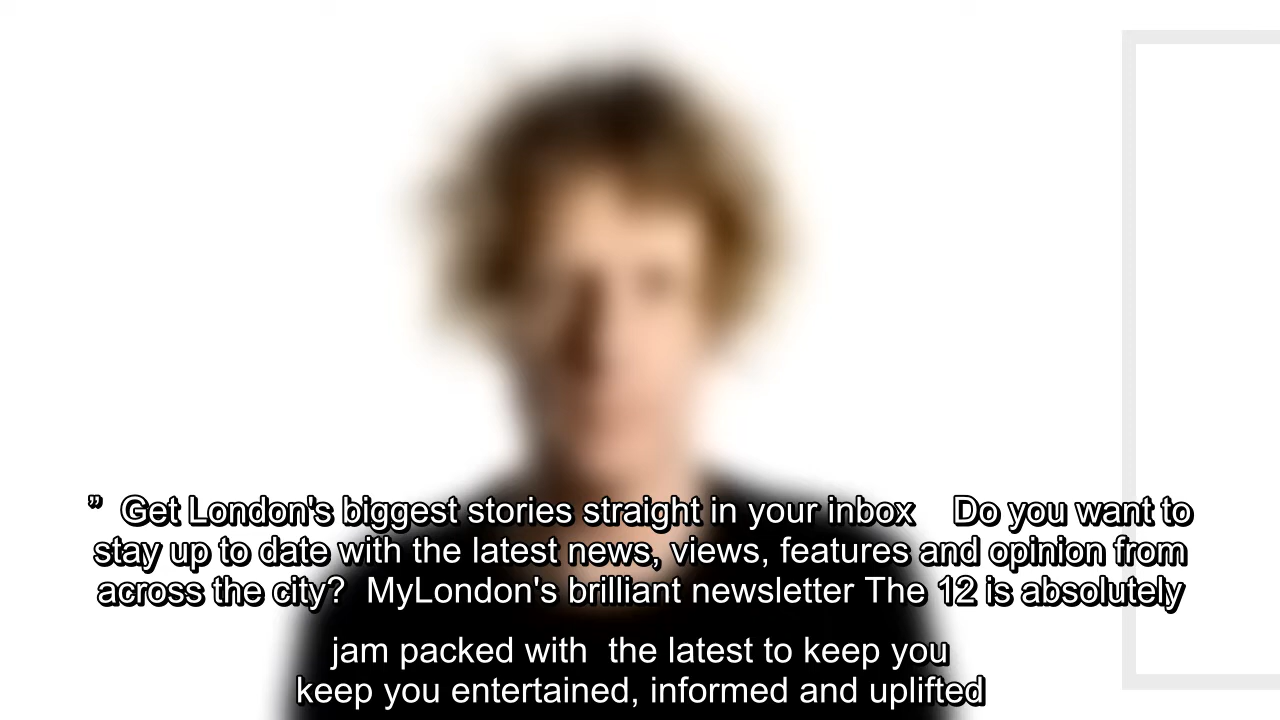 ” Get London's biggest stories straight in your inbox Do you want to
stay up to date with the latest news, views, features and opinion from
across the city? MyLondon's brilliant newsletter The 12 is absolutely
jam packed with the latest to keep you
keep you entertained, informed and uplifted